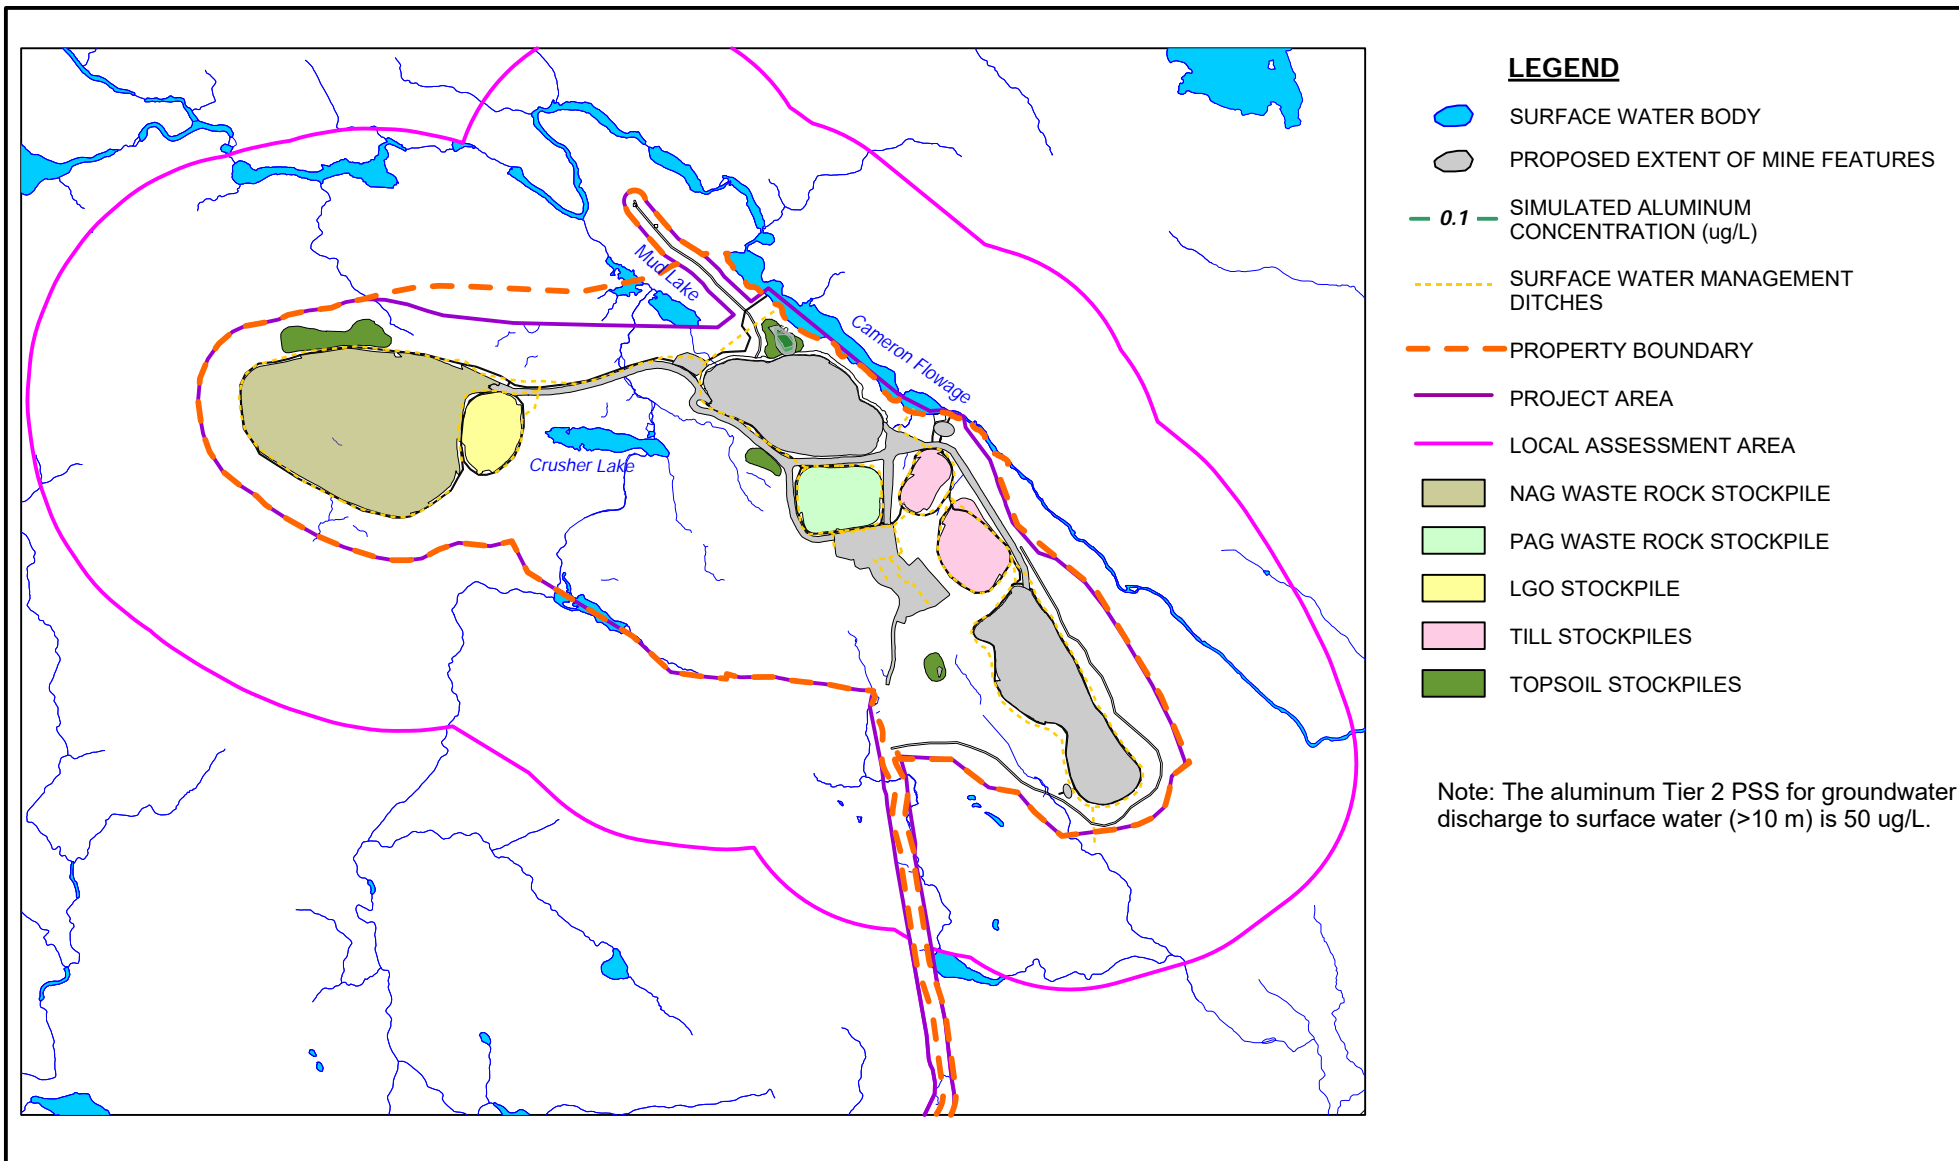 LEGEND
SURFACE WATER BODY
PROPOSED EXTENT OF MINE FEATURES
0.1
SIMULATED ALUMINUM
CONCENTRATION (ug/L)
SURFACE WATER MANAGEMENT
DITCHES
PROPERTY BOUNDARY
PROJECT AREA
LOCAL ASSESSMENT AREA
NAG WASTE ROCK STOCKPILE
PAG WASTE ROCK STOCKPILE
LGO STOCKPILE
TILL STOCKPILES
TOPSOIL STOCKPILES
Note: The aluminum Tier 2 PSS for groundwater
discharge to surface water (>10 m) is 50 ug/L.
Mud Lake
Cameron Flowage
Crusher Lake